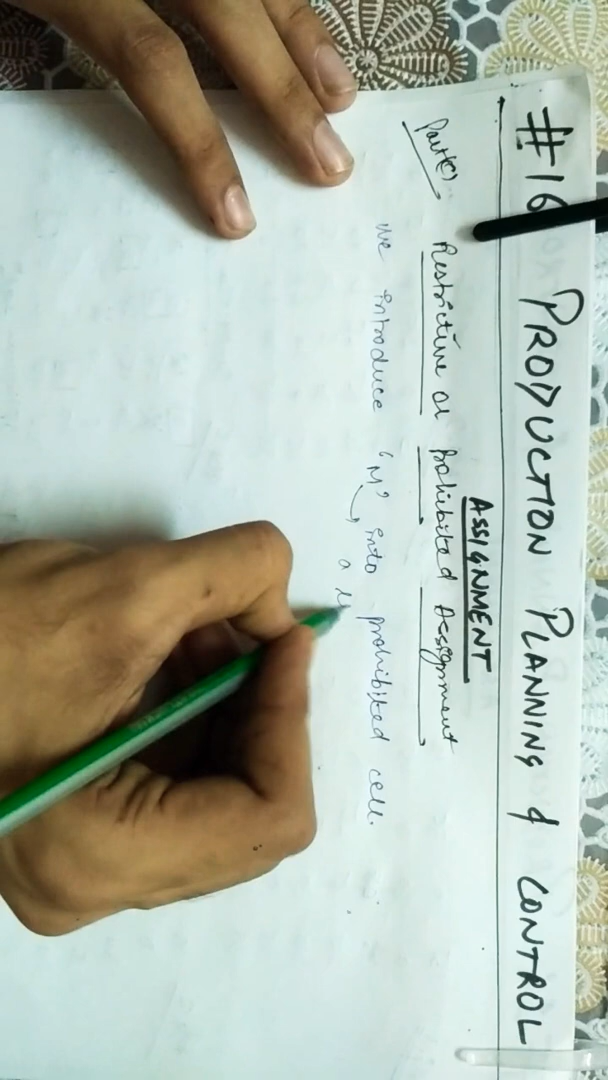 #16 PRODUCTION PLANNING & CONTROL
ASSIGNMENT
Part(C). Restrictive or Prohibited Assignment
We introduce 'M', into prohibited cell.
a